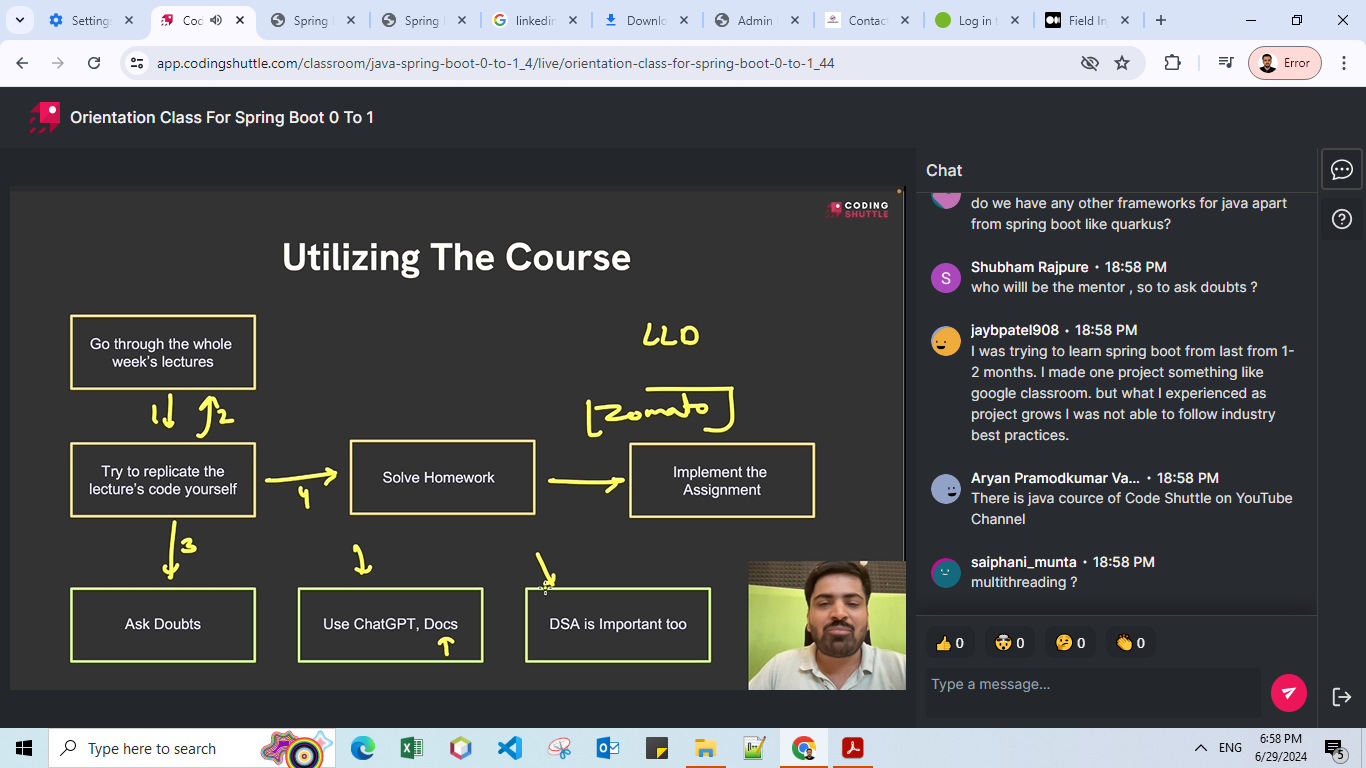 Settings
Cod
Spring
Spring
linkedin
Downlo
Admin
Contac
Log in t
Field In
app.codingshuttle.com/classroom/java-spring-boot-0-to-1_4/live/orientation-class-for-spring-boot-0-to-1_44
Error
Orientation Class For Spring Boot 0 To 1
CODING
SHUTTLE
Utilizing The Course
Go through the whole
week's lectures
LLD
1
2
[Zomato]
Try to replicate the
lecture's code yourself
4
Solve Homework
Implement the
Assignment
3
Ask Doubts
Use ChatGPT, Docs
DSA is Important too
Chat
do we have any other frameworks for java apart
from spring boot like quarkus?
S
Shubham Rajpure • 18:58 PM
who willl be the mentor , so to ask doubts ?
jaybpatel908 • 18:58 PM
I was trying to learn spring boot from last from 1-
2 months. I made one project something like
google classroom. but what I experienced as
project grows I was not able to follow industry
best practices.
Aryan Pramodkumar Va... • 18:58 PM
There is java cource of Code Shuttle on YouTube
Channel
saiphani_munta • 18:58 PM
multithreading ?
👍 0 🤯 0 🤔 0 👏 0
Type a message...
Type here to search
ENG
6:58 PM
6/29/2024
5